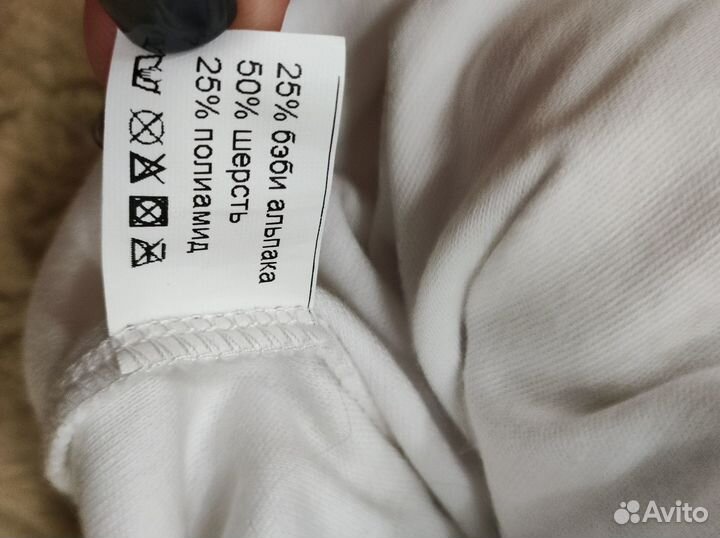 25% бэби альпака
50% шерсть
25% полиамид
Avito